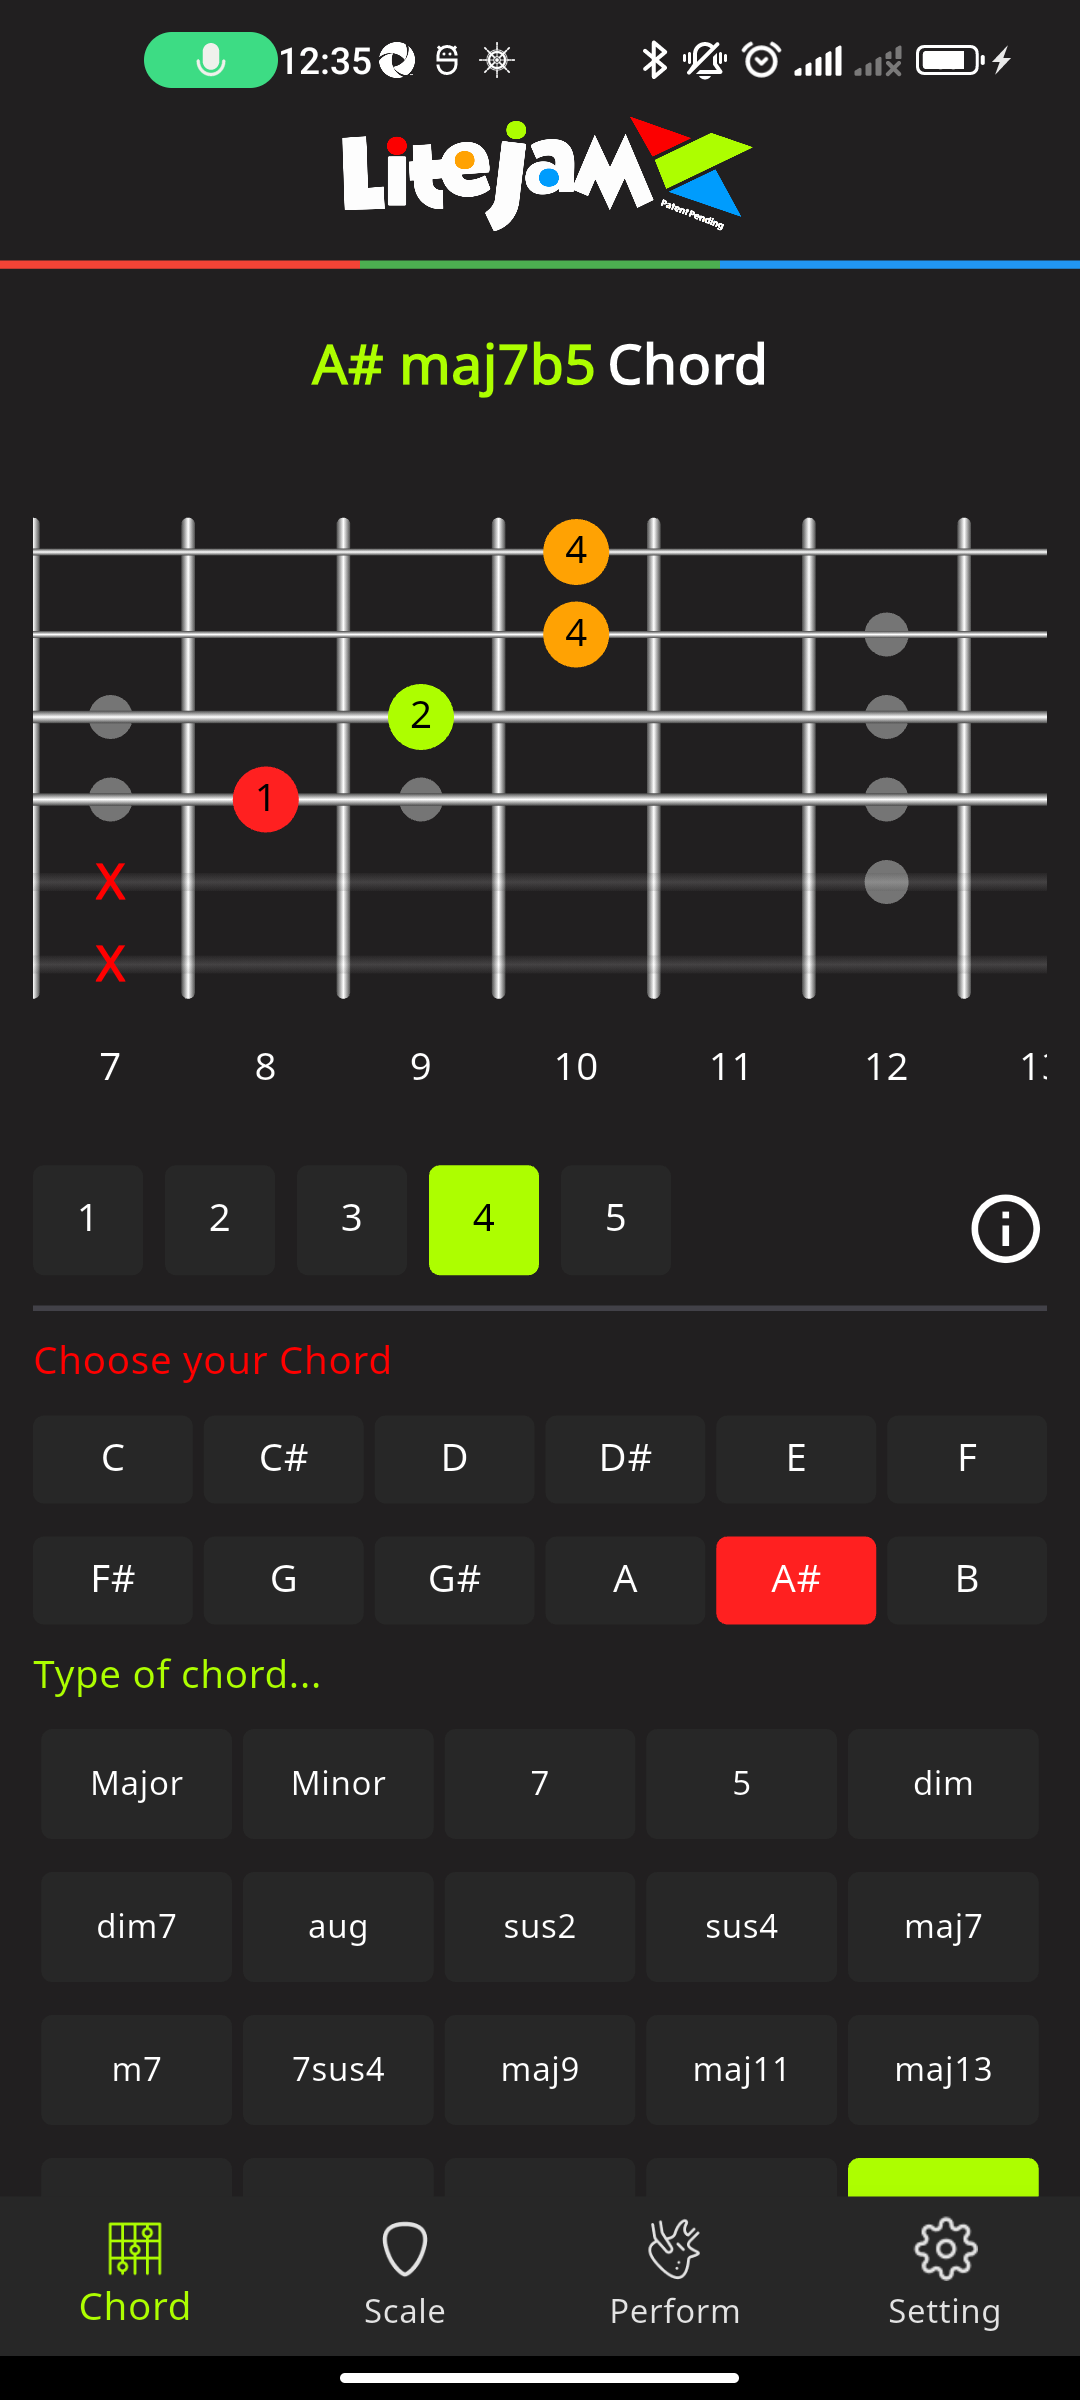 12:35
Litejam
Patent Pending
A# maj7b5 Chord
4
4
2
1
X
X
7 8 9 10 11 12
1 2 3 4 5
Choose your Chord
C C# D D# E F
F# G G# A A# B
Type of chord...
Major Minor 7 5 dim
dim7 aug sus2 sus4 maj7
m7 7sus4 maj9 maj11 maj13
Chord Scale Perform Setting